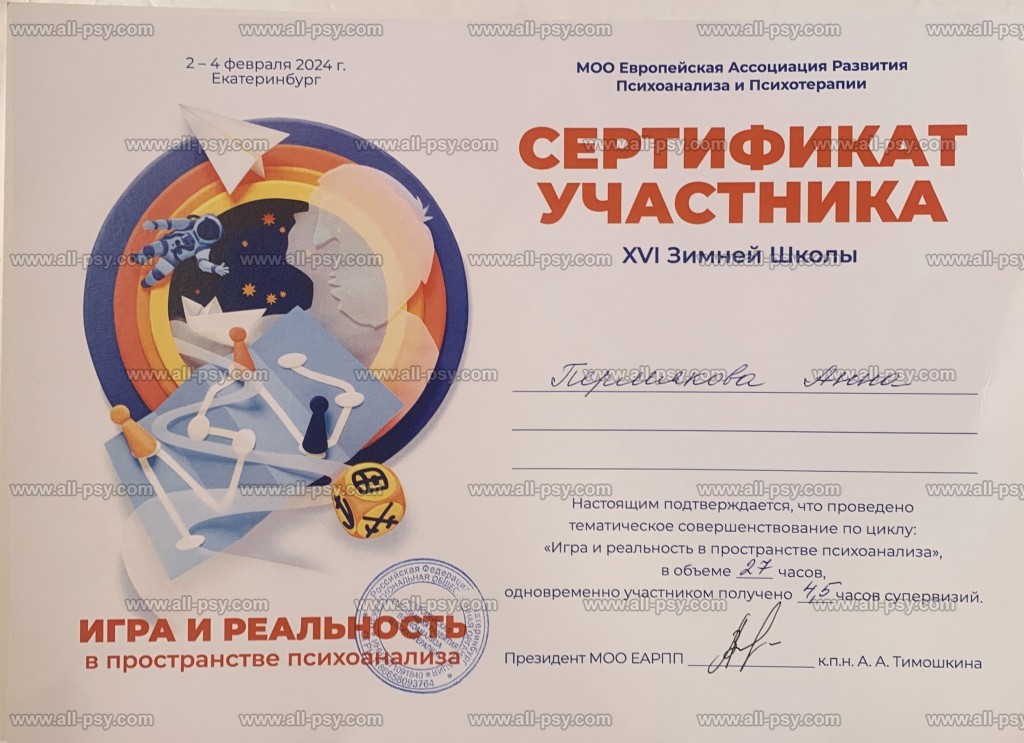 2 – 4 февраля 2024 г.
Екатеринбург
МОО Европейская Ассоциация Развития
Психоанализа и Психотерапии
СЕРТИФИКАТ
УЧАСТНИКА
XVI Зимней Школы
Пермякова Анна
Настоящим подтверждается, что проведено
тематическое совершенствование по циклу:
«Игра и реальность в пространстве психоанализа»,
в объеме 27 часов,
одновременно участником получено 4,5 часов супервизий.
Президент МОО ЕАРПП к.п.н. А. А. Тимошкина
ИГРА И РЕАЛЬНОСТЬ
в пространстве психоанализа
Российская Федерация
www.all-psy.com